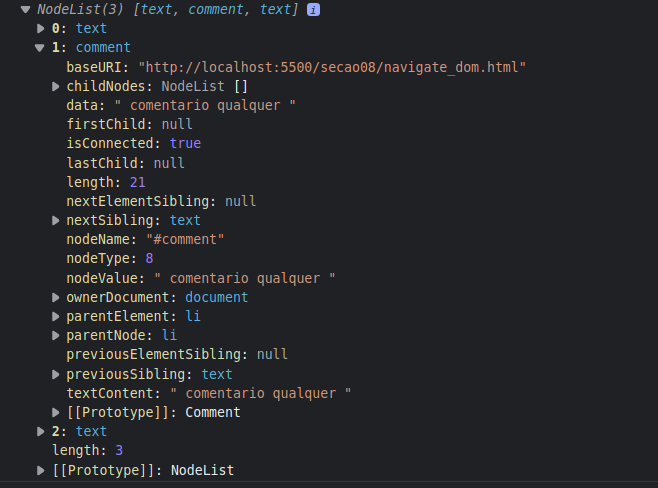 NodeList(3) [text, comment, text] i
0: text
1: comment
baseURI: "http://localhost:5500/secao08/navigate_dom.html"
childNodes: NodeList []
data: " comentario qualquer "
firstChild: null
isConnected: true
lastChild: null
length: 21
nextElementSibling: null
nextSibling: text
nodeName: "#comment"
nodeType: 8
nodeValue: " comentario qualquer "
ownerDocument: document
parentElement: li
parentNode: li
previousElementSibling: null
previousSibling: text
textContent: " comentario qualquer "
[[Prototype]]: Comment
2: text
length: 3
[[Prototype]]: NodeList